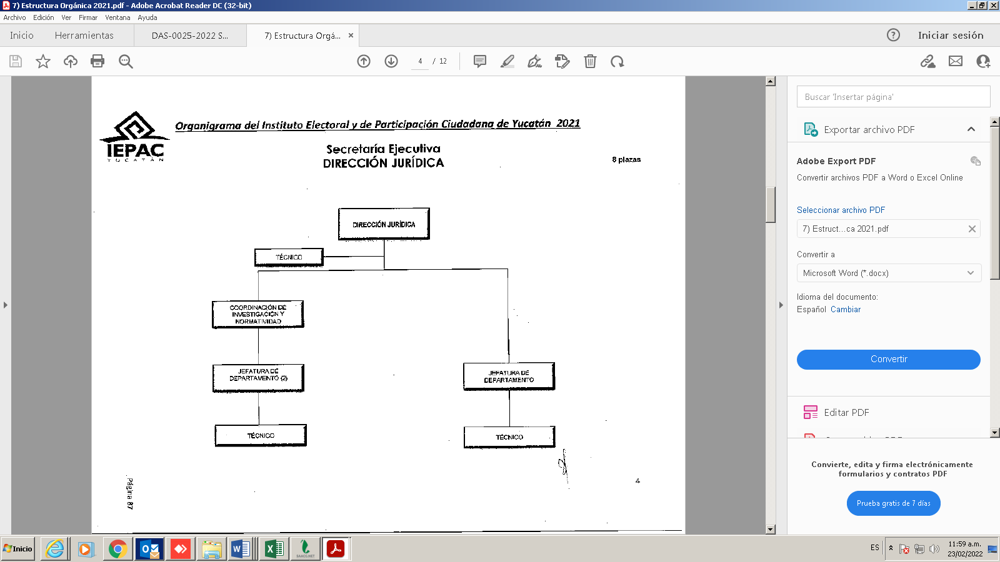 7) Estructura Orgánica 2021.pdf - Adobe Acrobat Reader DC (32-bit)
Archivo Edición Ver Firmar Ventana Ayuda
Inicio Herramientas DAS-0025-2022 S... 7) Estructura Orgá... × Iniciar sesión
4 / 12
Buscar 'Insertar página'
Exportar archivo PDF
Adobe Export PDF
Convertir archivos PDF a Word o Excel Online
Seleccionar archivo PDF
7) Estruct...ca 2021.pdf
Convertir a
Microsoft Word (*.docx)
Idioma del documento:
Español Cambiar
Convertir
Editar PDF
Convierte, edita y firma electrónicamente
formularios y contratos PDF
Prueba gratis de 7 días
IEPAC
YUCATÁN
Organigrama del Instituto Electoral y de Participación Ciudadana de Yucatán 2021
Secretaría Ejecutiva
DIRECCIÓN JURÍDICA
8 plazas
DIRECCIÓN JURÍDICA
TÉCNICO
COORDINACIÓN DE
INVESTIGACIÓN Y
NORMATIVIDAD
JEFATURA DE
DEPARTAMENTO (2)
TÉCNICO
JEFATURA DE
DEPARTAMENTO
TÉCNICO
Página 87
4
Inicio
SAACG.NET
ES
11:59 a.m.
23/02/2022